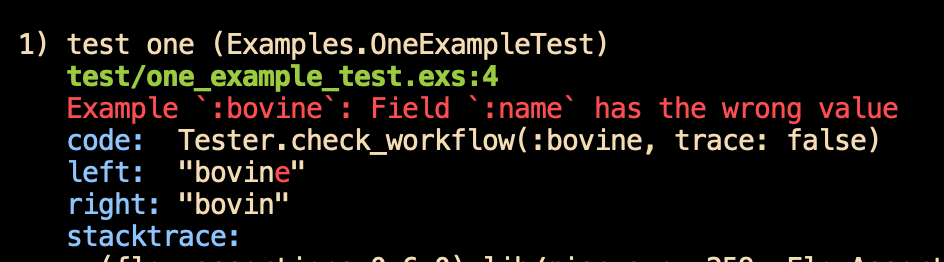 1) test one (Examples.OneExampleTest)
test/one_example_test.exs:4
Example `:bovine`: Field `:name` has the wrong value
code: Tester.check_workflow(:bovine, trace: false)
left: "bovine"
right: "bovin"
stacktrace: